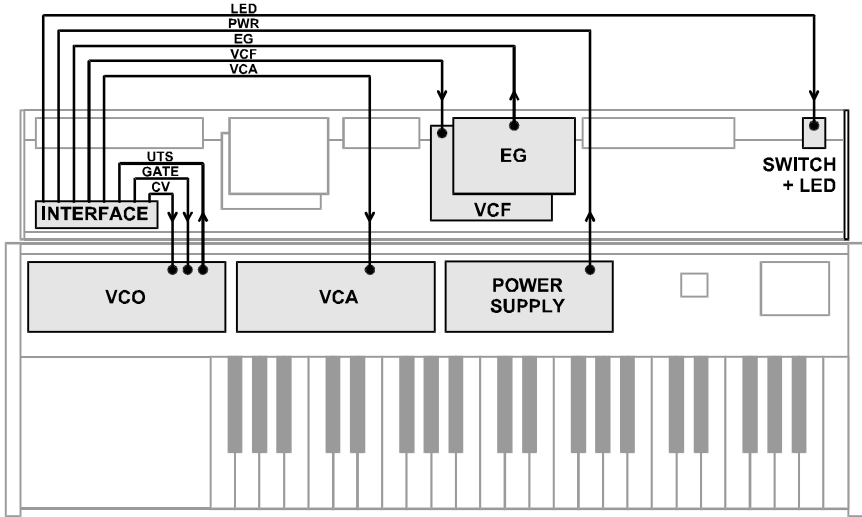 LED
PWR
EG
VCF
VCA
UTS
GATE
CV
INTERFACE
EG
VCF
SWITCH
+ LED
VCO
VCA
POWER
SUPPLY